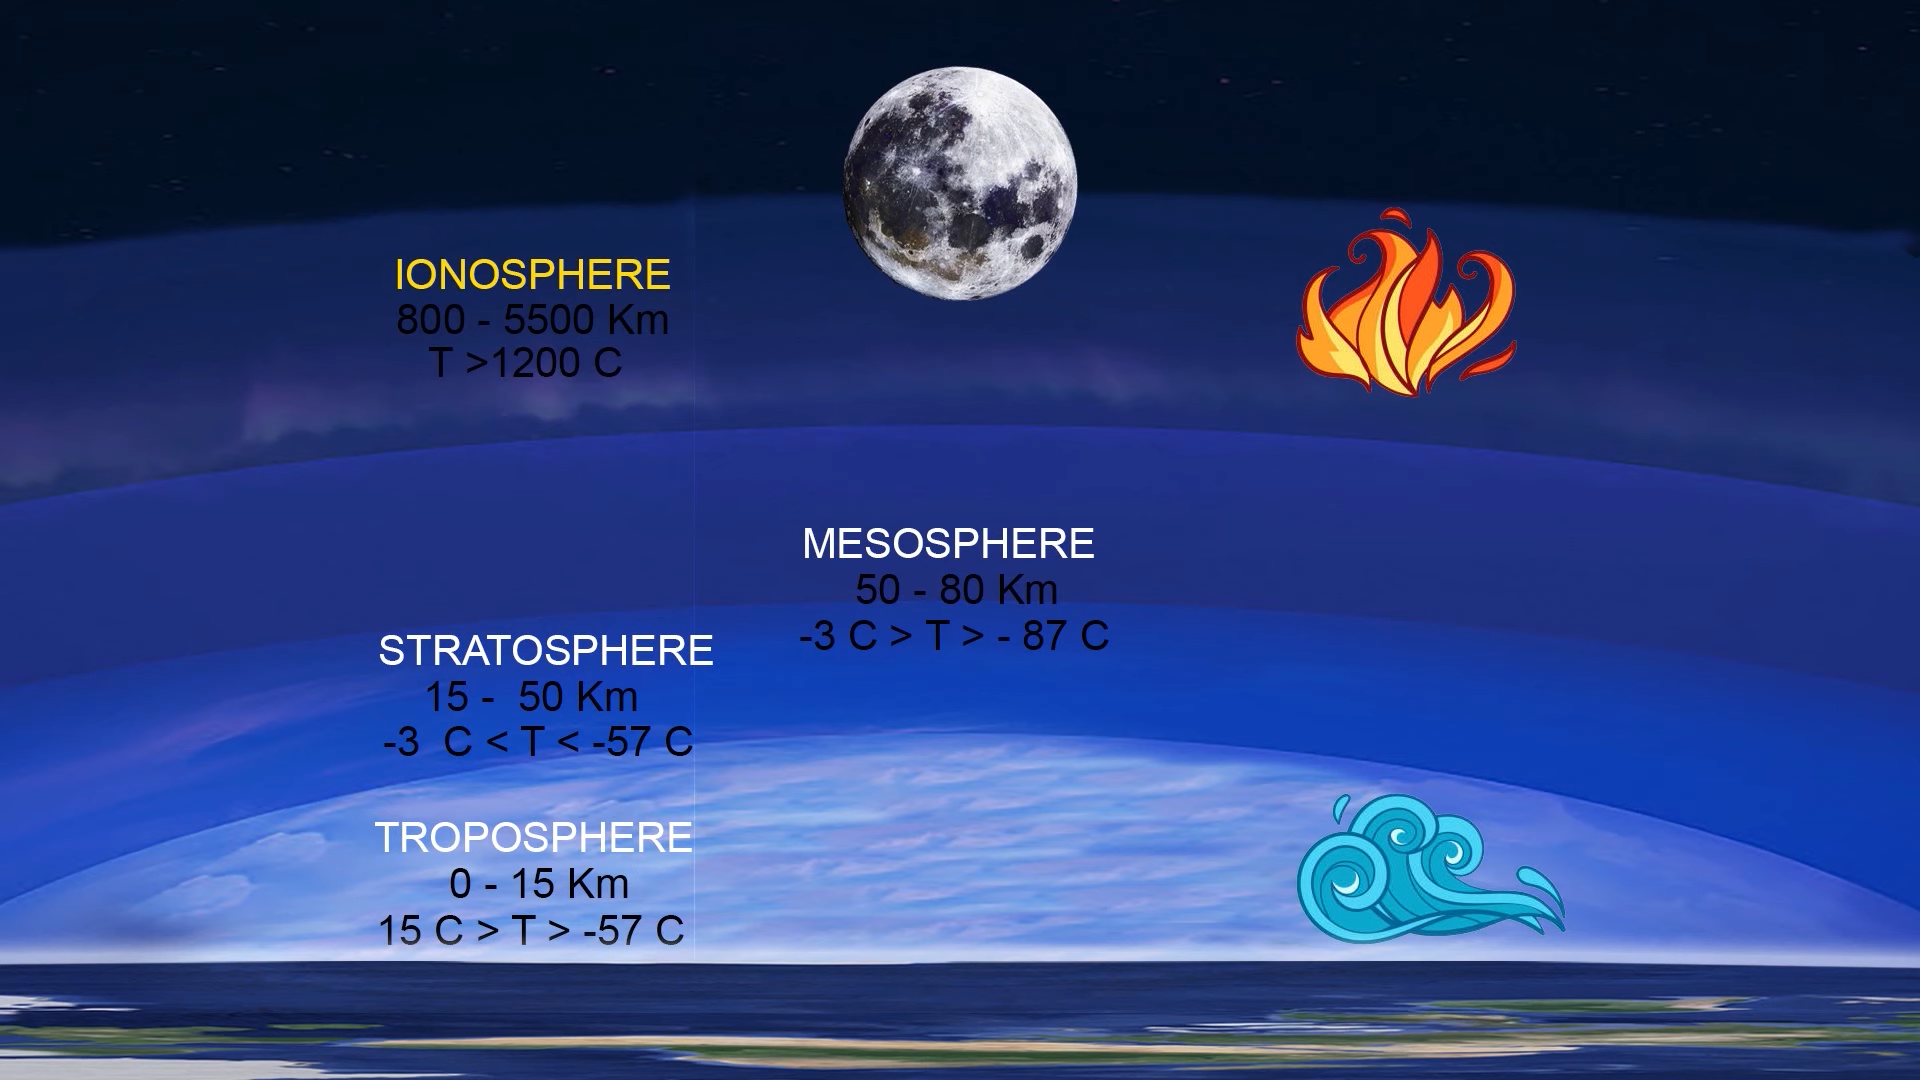 IONOSPHERE
800 - 5500 Km
T >1200 C
MESOSPHERE
50 - 80 Km
-3 C > T > - 87 C
STRATOSPHERE
15 -  50 Km
-3  C < T < -57 C
TROPOSPHERE
0 - 15 Km
15 C > T > -57 C